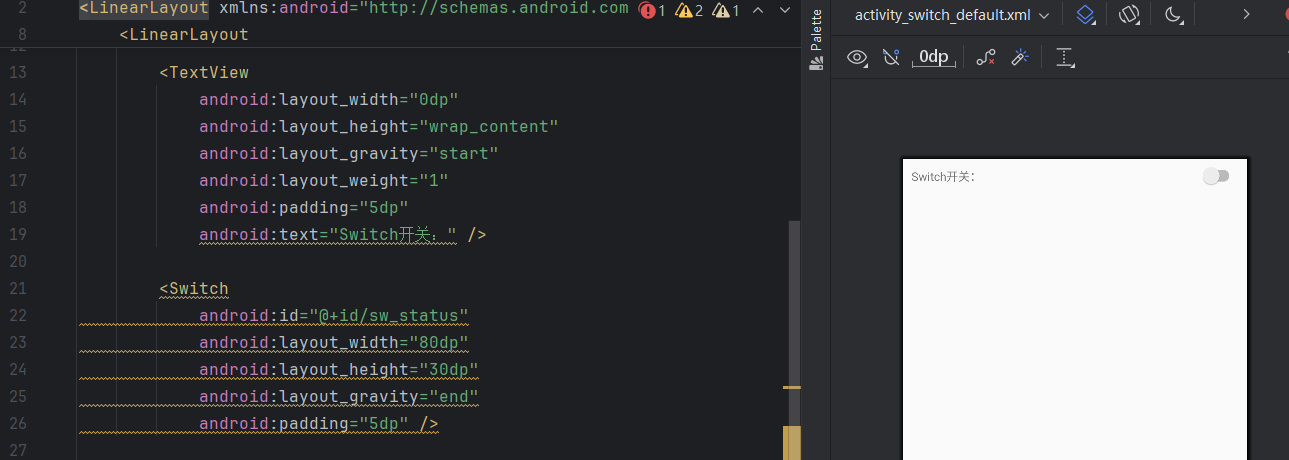 2 <LinearLayout xmlns:android="http://schemas.android.com 1 2 1
8 <LinearLayout
13 <TextView
14 android:layout_width="0dp"
15 android:layout_height="wrap_content"
16 android:layout_gravity="start"
17 android:layout_weight="1"
18 android:padding="5dp"
19 android:text="Switch开关：" />
20
21 <Switch
22 android:id="@+id/sw_status"
23 android:layout_width="80dp"
24 android:layout_height="30dp"
25 android:layout_gravity="end"
26 android:padding="5dp" />
27
Palette
activity_switch_default.xml
0dp
Switch开关：